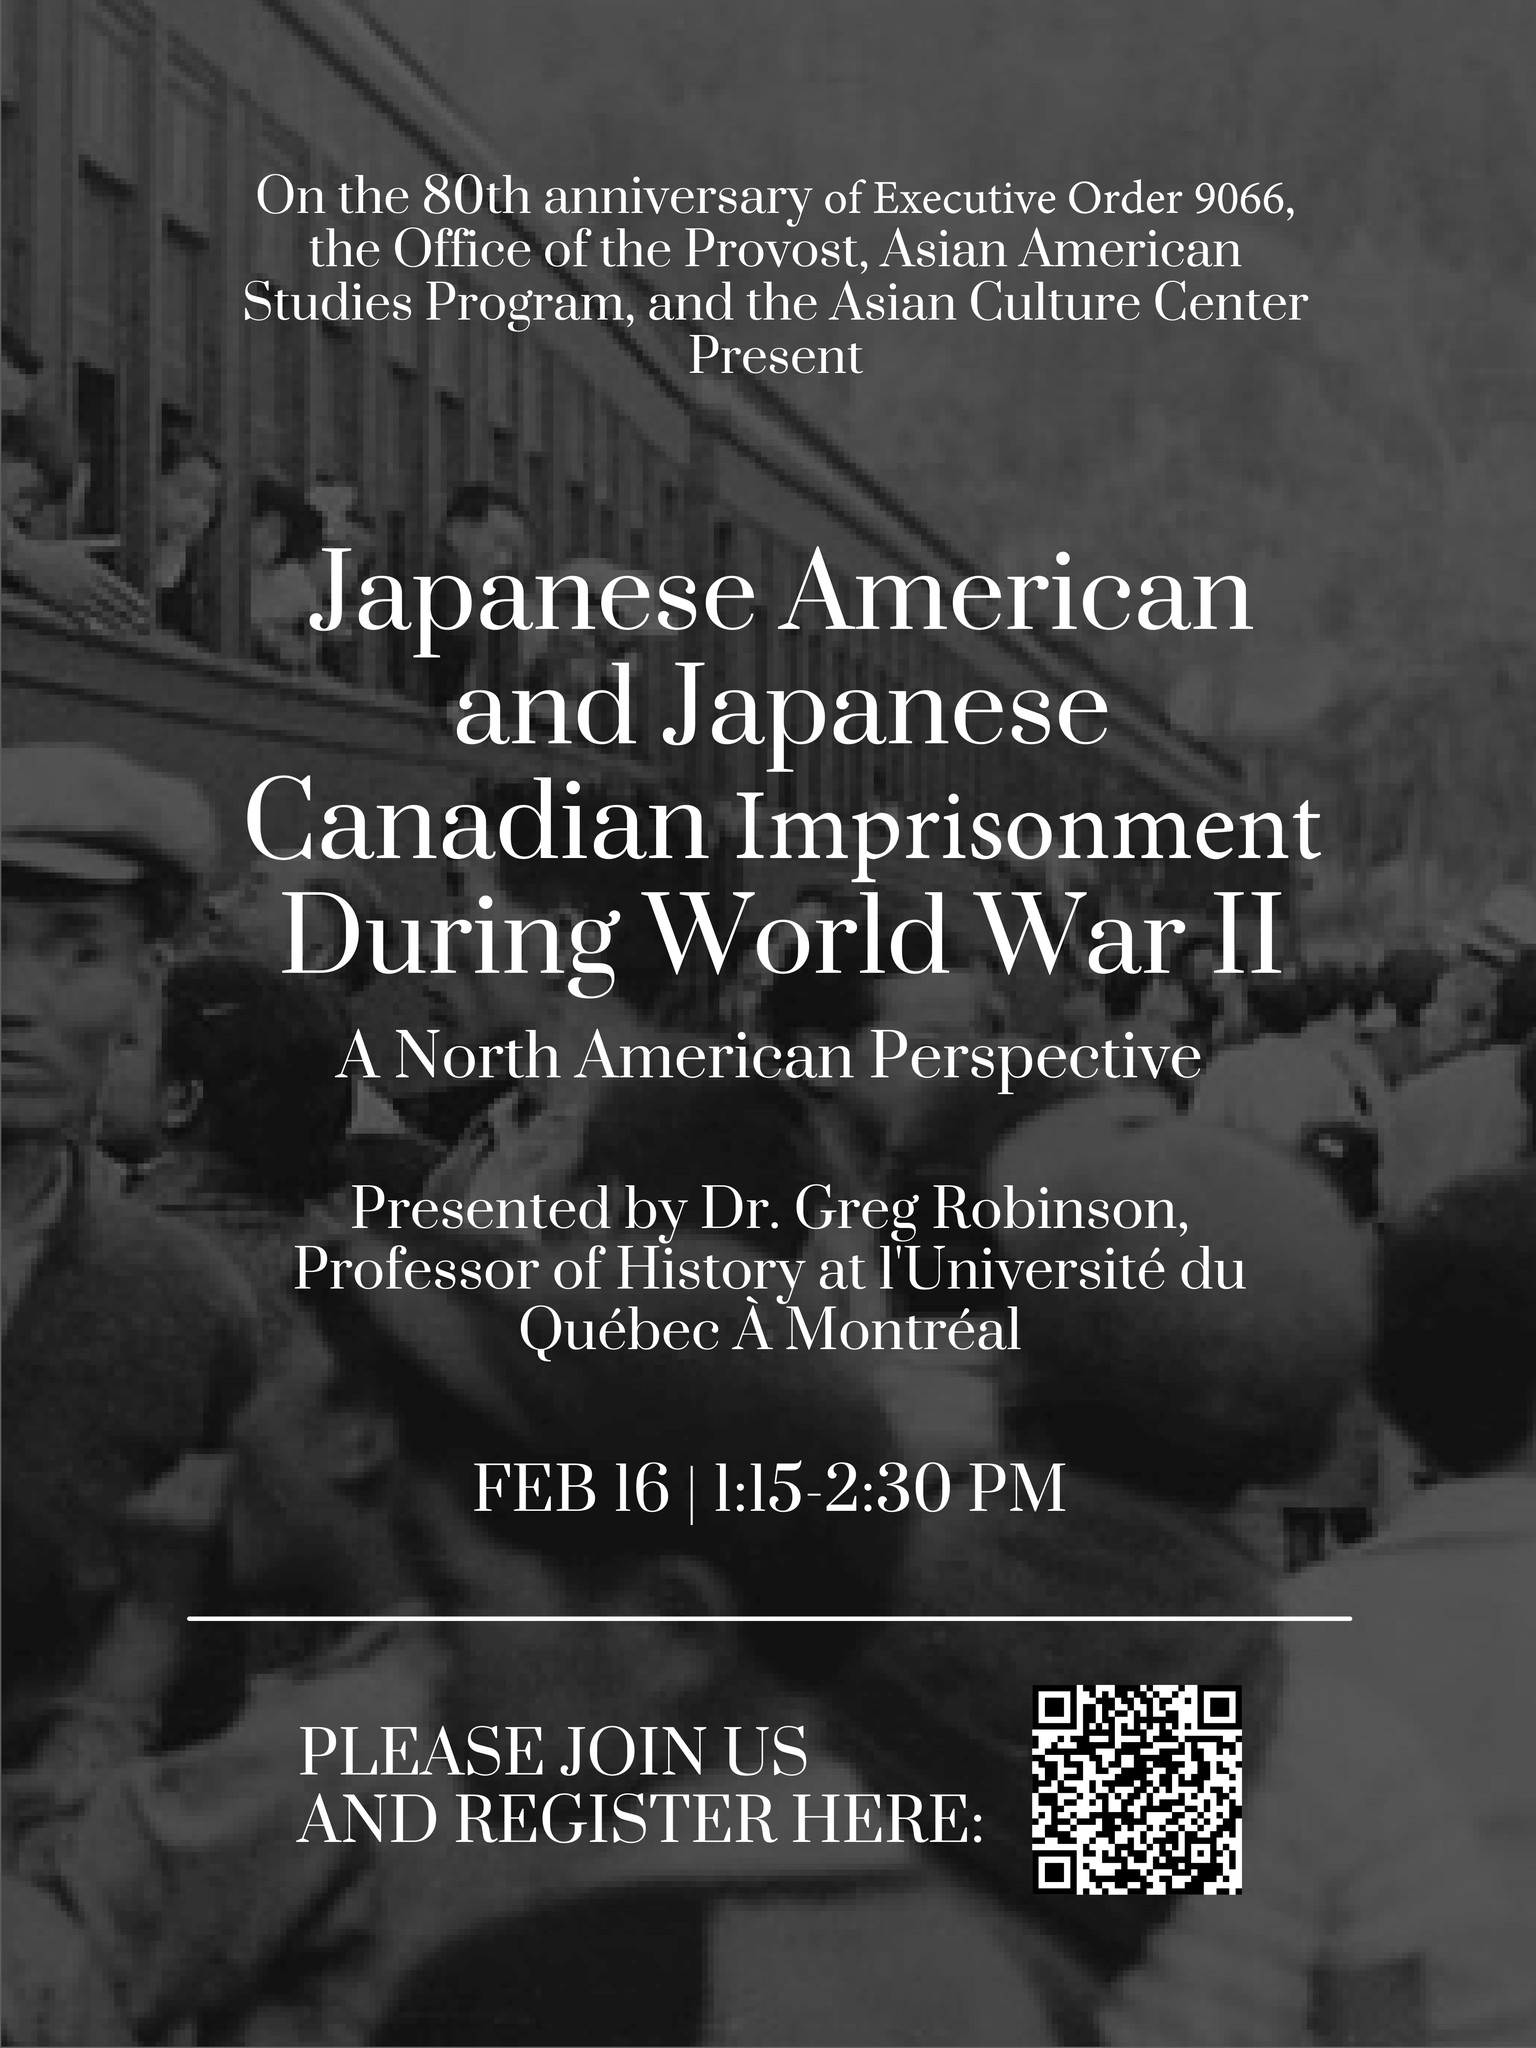 On the 80th anniversary of Executive Order 9066,
the Office of the Provost, Asian American
Studies Program, and the Asian Culture Center
Present
Japanese American
and Japanese
Canadian Imprisonment
During World War II
A North American Perspective
Presented by Dr. Greg Robinson,
Professor of History at l'Université du
Québec À Montréal
FEB 16 | 1:15-2:30 PM
PLEASE JOIN US
AND REGISTER HERE: